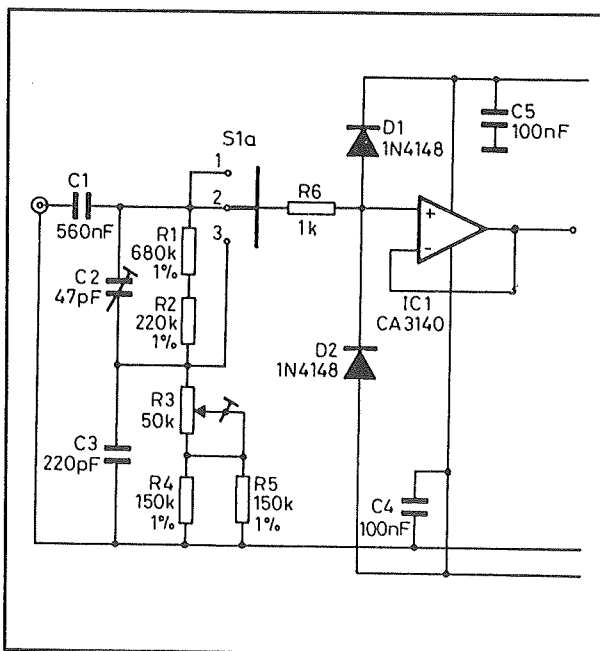 S1a
1
2
3
C1
560nF
C2
47pF
R1
680k
1%
R2
220k
1%
R3
50k
C3
220pF
R4
150k
1%
R5
150k
1%
R6
1k
D1
1N4148
D2
1N4148
C5
100nF
+
-
IC1
CA3140
C4
100nF